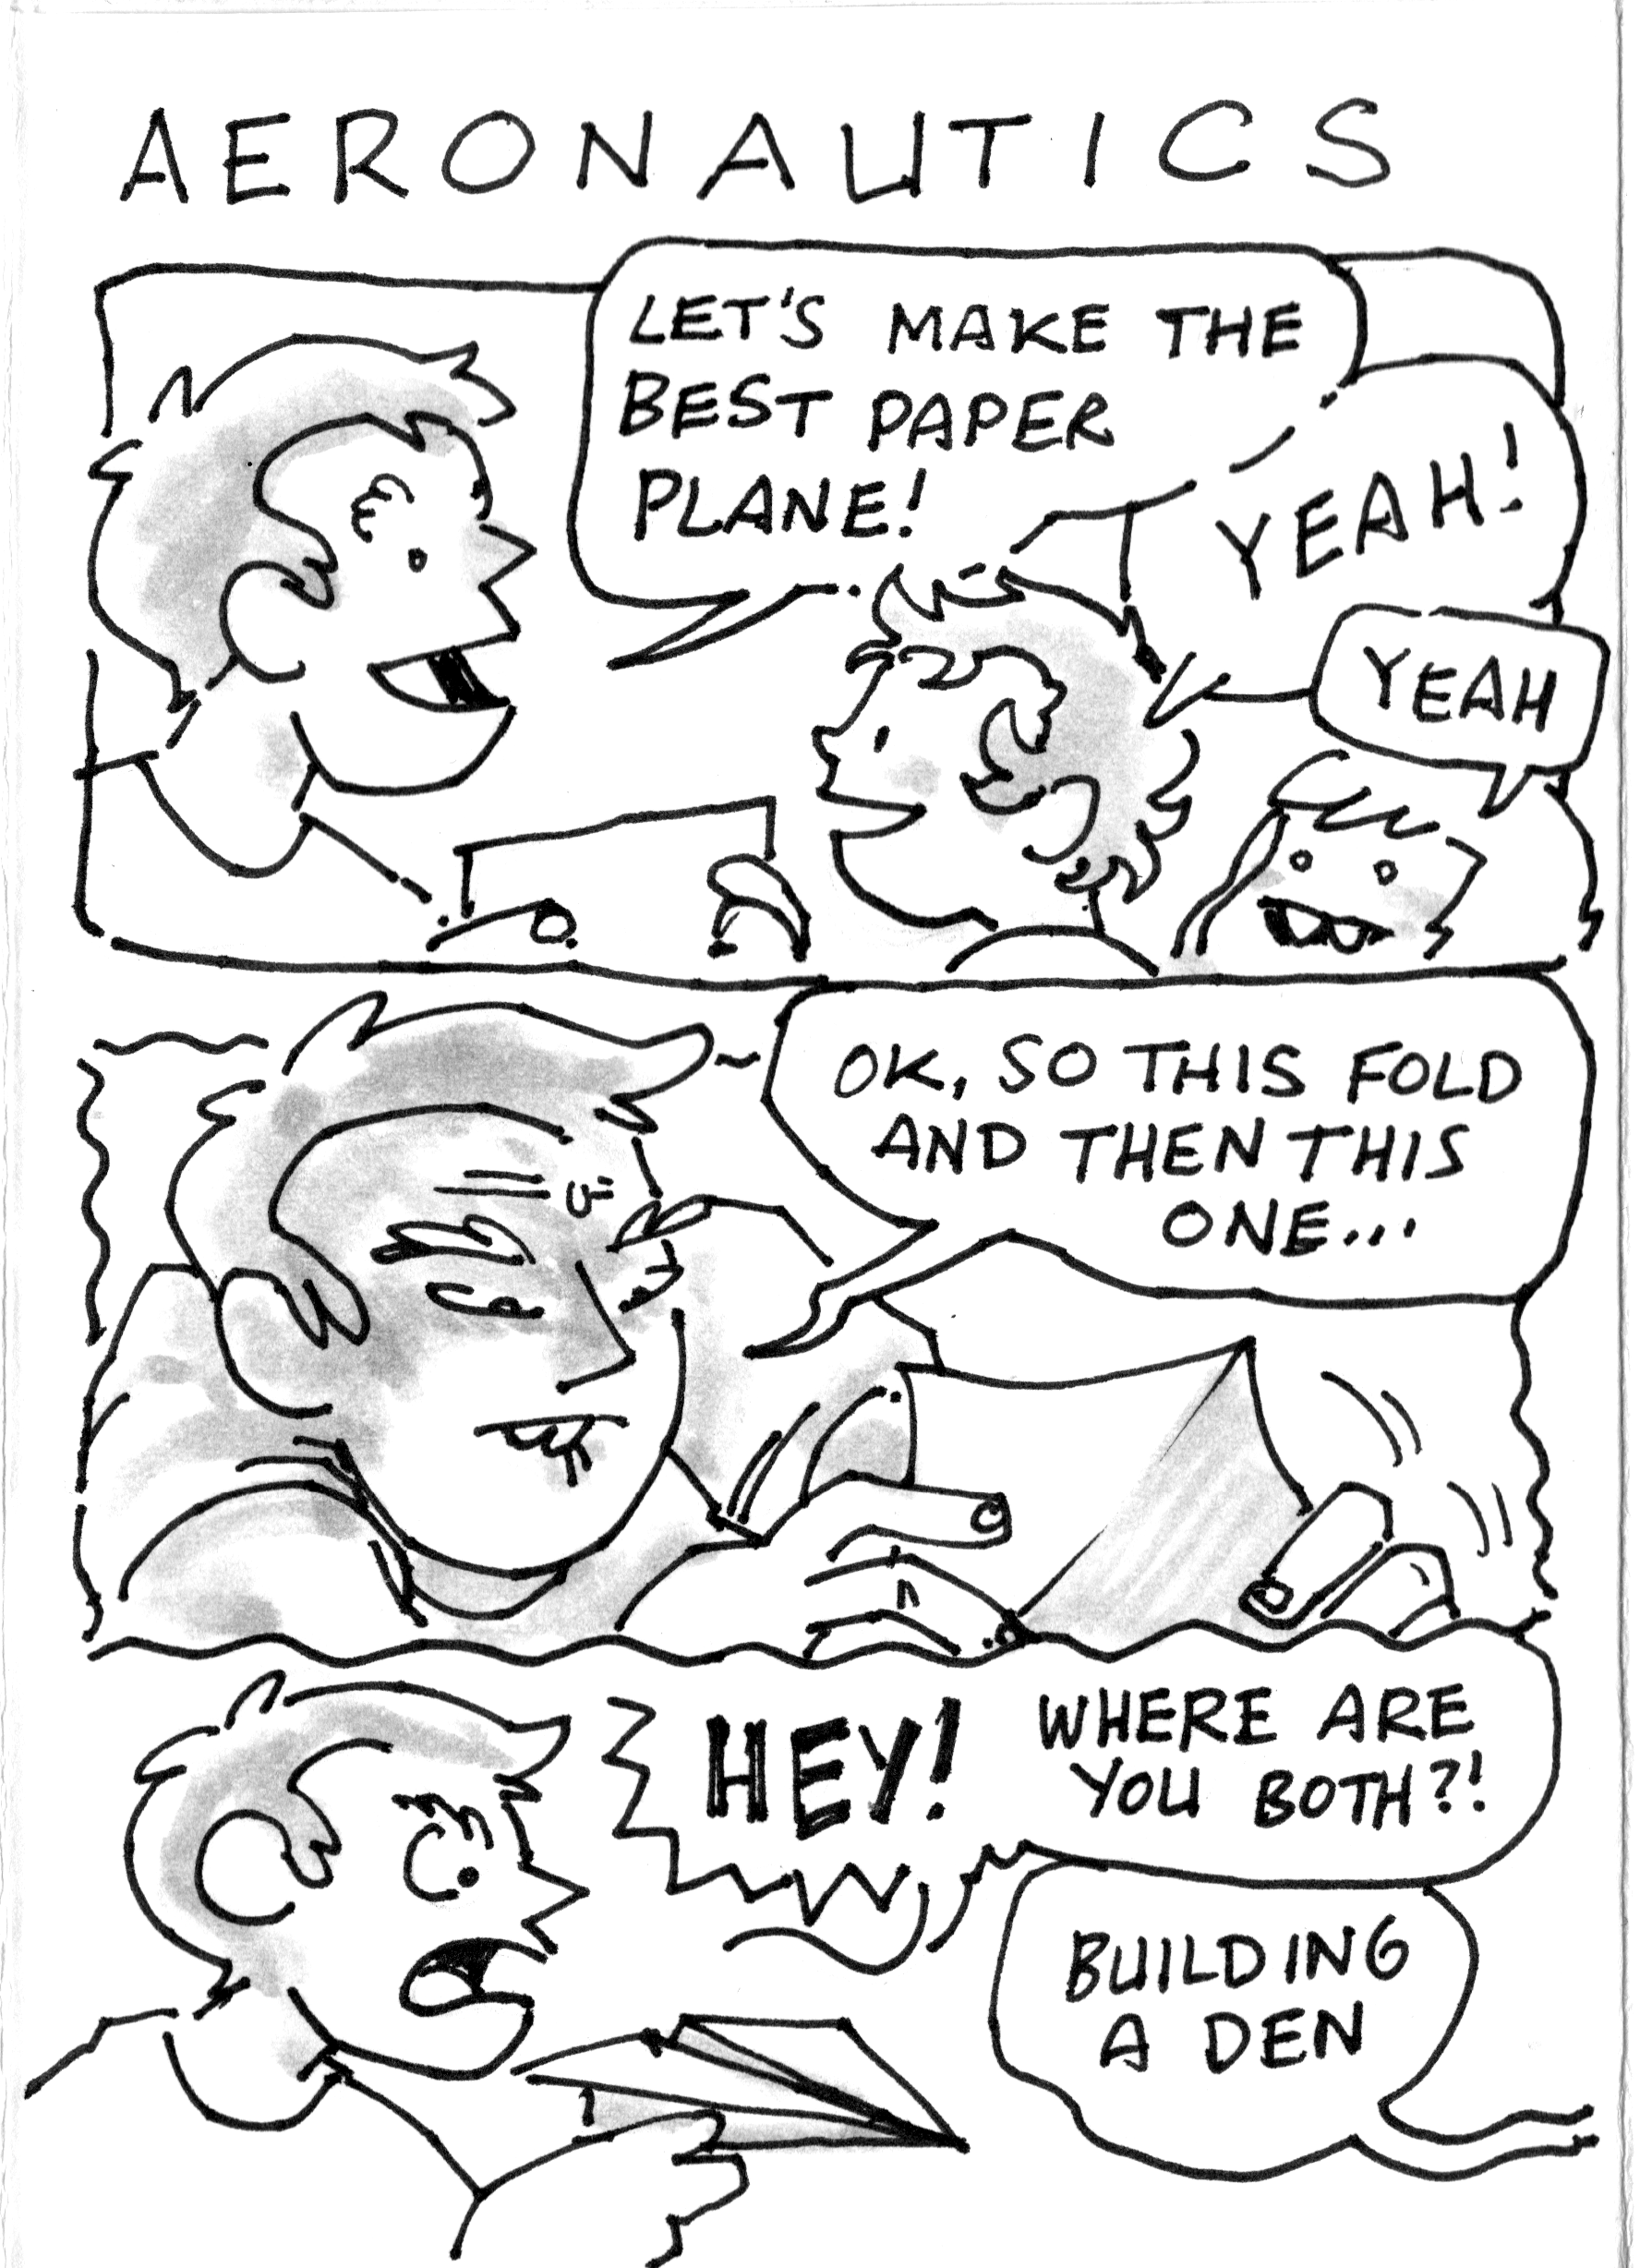 AERONAUTICS
LET'S MAKE THE
BEST PAPER
PLANE!
YEAH!
YEAH
OK, SO THIS FOLD
AND THEN THIS
ONE...
HEY! WHERE ARE
YOU BOTH?!
BUILDING
A DEN